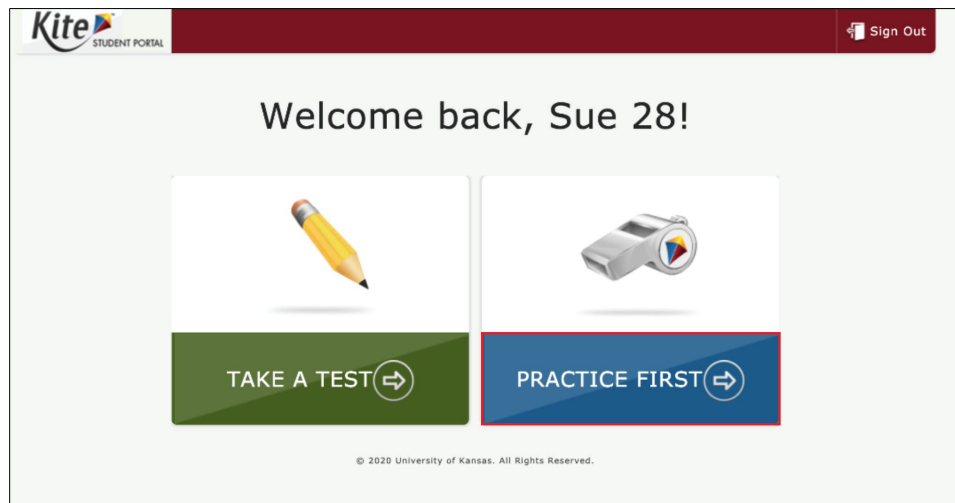 Kite
STUDENT PORTAL
Sign Out
Welcome back, Sue 28!
TAKE A TEST
PRACTICE FIRST
© 2020 University of Kansas. All Rights Reserved.